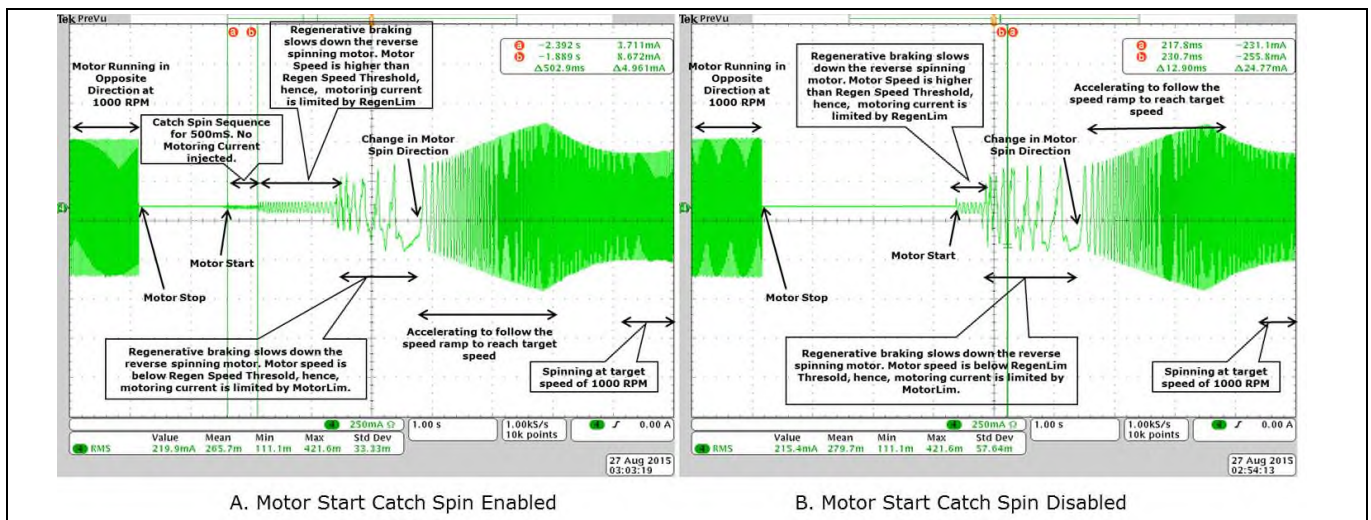 Tek PreVu
a b
a -2.392 s 3.711mA
b -1.889 s 8.672mA
Δ502.9ms Δ4.961mA
Regenerative braking
slows down the reverse
spinning motor. Motor
Speed is higher than
Regen Speed Threshold,
hence, motoring current
is limited by RegenLim
Motor Running in
Opposite
Direction at
1000 RPM
Catch Spin Sequence
for 500mS. No
Motoring Current
injected.
Change in Motor
Spin Direction
4
Motor Start
Motor Stop
Accelerating to follow the
speed ramp to reach target
speed
Regenerative braking slows down the
reverse spinning motor. Motor speed is
below Regen Speed Thresold, hence,
motoring current is limited by MotorLim.
Spinning at target
speed of 1000 RPM
4 250mA Ω
1.00 s
1.00kS/s
10k points
4 0.00 A
Value Mean Min Max Std Dev
4 RMS 219.9mA 265.7m 111.1m 421.6m 33.33m
27 Aug 2015
03:03:19
A. Motor Start Catch Spin Enabled
Tek PreVu
b a
a 217.8ms -231.1mA
b 230.7ms -255.8mA
Δ12.90ms Δ24.77mA
Motor Running in
Opposite
Direction at
1000 RPM
Regenerative braking slows
down the reverse spinning
motor. Motor Speed is higher
than Regen Speed Threshold,
hence, motoring current is
limited by RegenLim
Accelerating to follow the
speed ramp to reach target
speed
Change in Motor
Spin Direction
4
Motor Start
Motor Stop
Regenerative braking slows down the reverse
spinning motor. Motor speed is below RegenLim
Thresold, hence, motoring current is limited by
MotorLim.
Spinning at target
speed of 1000 RPM
4 250mA Ω
1.00 s
1.00kS/s
10k points
4 0.00 A
Value Mean Min Max Std Dev
4 RMS 215.4mA 279.7m 111.1m 421.6m 57.64m
27 Aug 2015
02:54:13
B. Motor Start Catch Spin Disabled